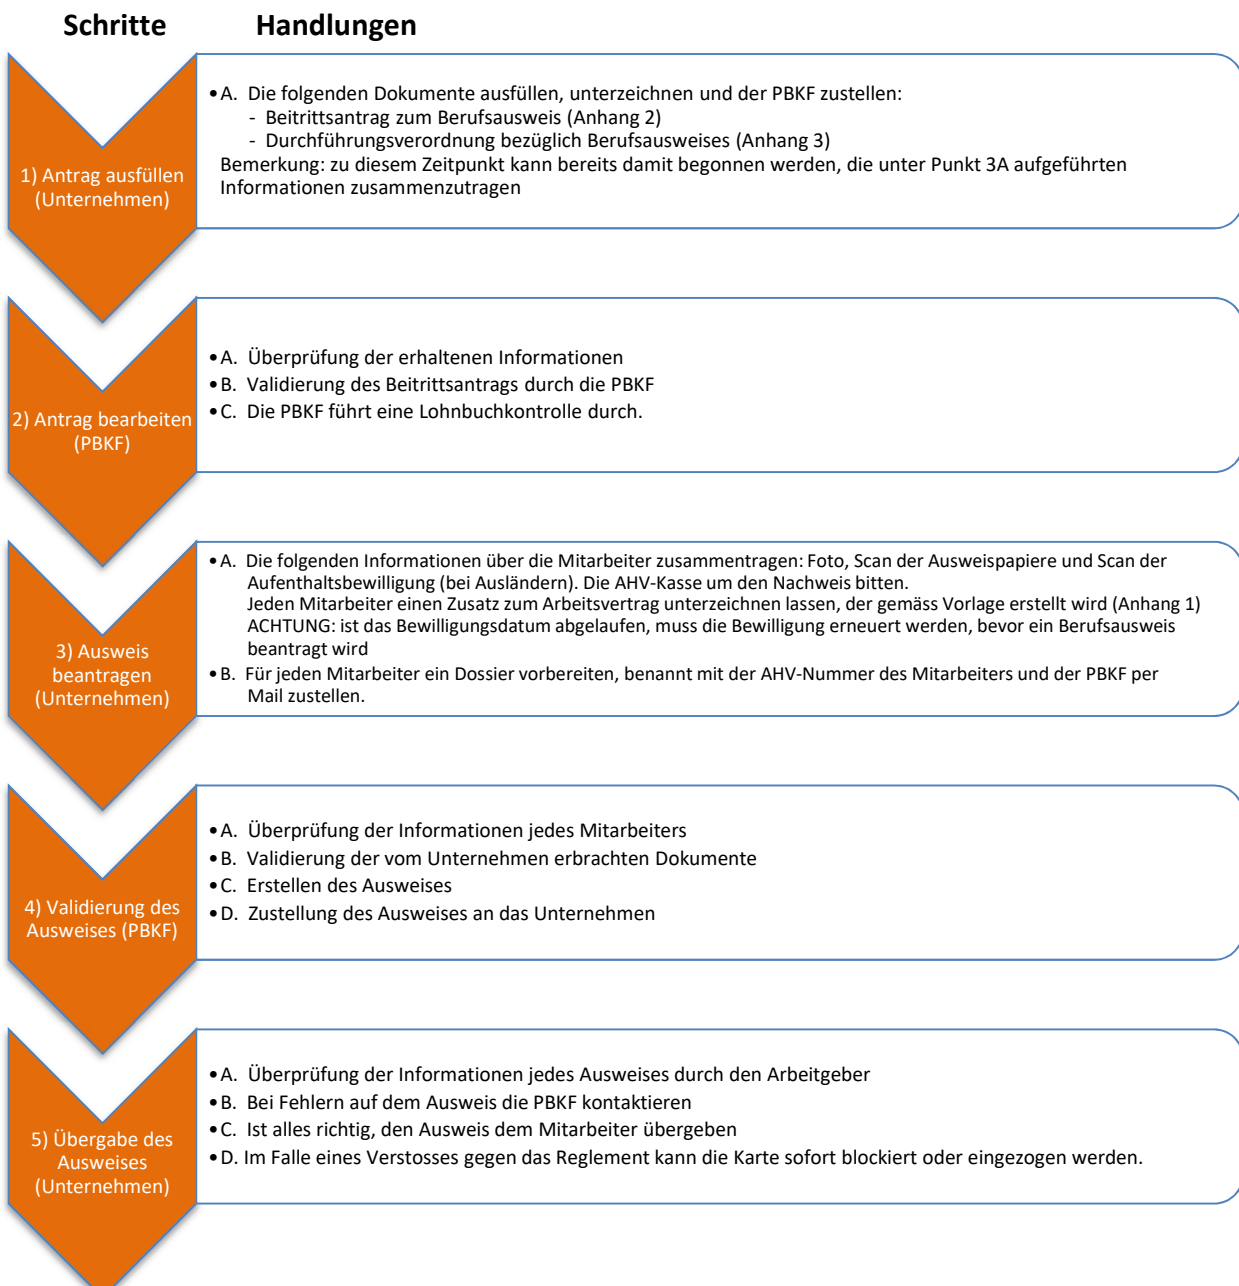 Schritte Handlungen
1) Antrag ausfüllen
(Unternehmen)
•A. Die folgenden Dokumente ausfüllen, unterzeichnen und der PBKF zustellen:
- Beitrittsantrag zum Berufsausweis (Anhang 2)
- Durchführungsverordnung bezüglich Berufsausweises (Anhang 3)
Bemerkung: zu diesem Zeitpunkt kann bereits damit begonnen werden, die unter Punkt 3A aufgeführten
Informationen zusammenzutragen
2) Antrag bearbeiten
(PBKF)
•A. Überprüfung der erhaltenen Informationen
•B. Validierung des Beitrittsantrags durch die PBKF
•C. Die PBKF führt eine Lohnbuchkontrolle durch.
3) Ausweis
beantragen
(Unternehmen)
•A. Die folgenden Informationen über die Mitarbeiter zusammentragen: Foto, Scan der Ausweispapiere und Scan der
Aufenthaltsbewilligung (bei Ausländern). Die AHV-Kasse um den Nachweis bitten.
Jeden Mitarbeiter einen Zusatz zum Arbeitsvertrag unterzeichnen lassen, der gemäss Vorlage erstellt wird (Anhang 1)
ACHTUNG: ist das Bewilligungsdatum abgelaufen, muss die Bewilligung erneuert werden, bevor ein Berufsausweis
beantragt wird
•B. Für jeden Mitarbeiter ein Dossier vorbereiten, benannt mit der AHV-Nummer des Mitarbeiters und der PBKF per
Mail zustellen.
4) Validierung des
Ausweises (PBKF)
•A. Überprüfung der Informationen jedes Mitarbeiters
•B. Validierung der vom Unternehmen erbrachten Dokumente
•C. Erstellen des Ausweises
•D. Zustellung des Ausweises an das Unternehmen
5) Übergabe des
Ausweises
(Unternehmen)
•A. Überprüfung der Informationen jedes Ausweises durch den Arbeitgeber
•B. Bei Fehlern auf dem Ausweis die PBKF kontaktieren
•C. Ist alles richtig, den Ausweis dem Mitarbeiter übergeben
•D. Im Falle eines Verstosses gegen das Reglement kann die Karte sofort blockiert oder eingezogen werden.